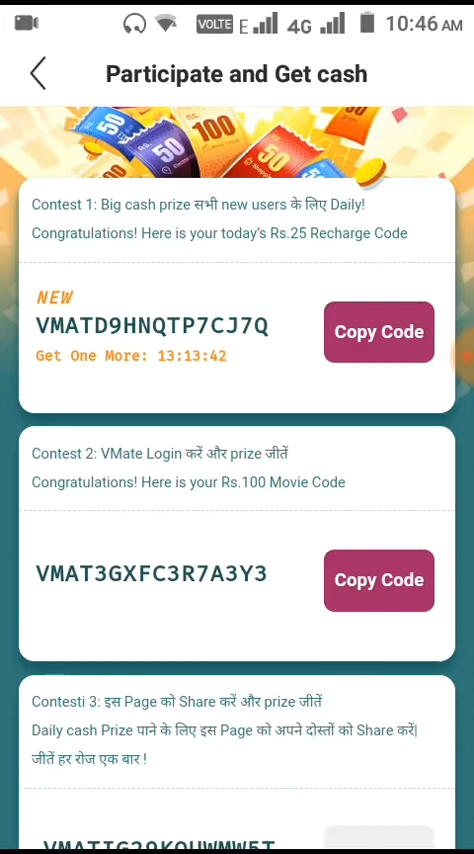 VOLTE E 4G 10:46 AM
Participate and Get cash
50
RS.
50
100
50
50
Contest 1: Big cash prize सभी new users के लिए Daily!
Congratulations! Here is your today's Rs.25 Recharge Code
NEW
VMATD9HNQTP7CJ7Q
Copy Code
Get One More: 13:13:42
Contest 2: VMate Login करें और prize जीतें
Congratulations! Here is your Rs.100 Movie Code
VMAT3GXFC3R7A3Y3
Copy Code
Contesti 3: इस Page को Share करें और prize जीतें
Daily cash Prize पाने के लिए इस Page को अपने दोस्तों को Share करें|
जीतें हर रोज एक बार !